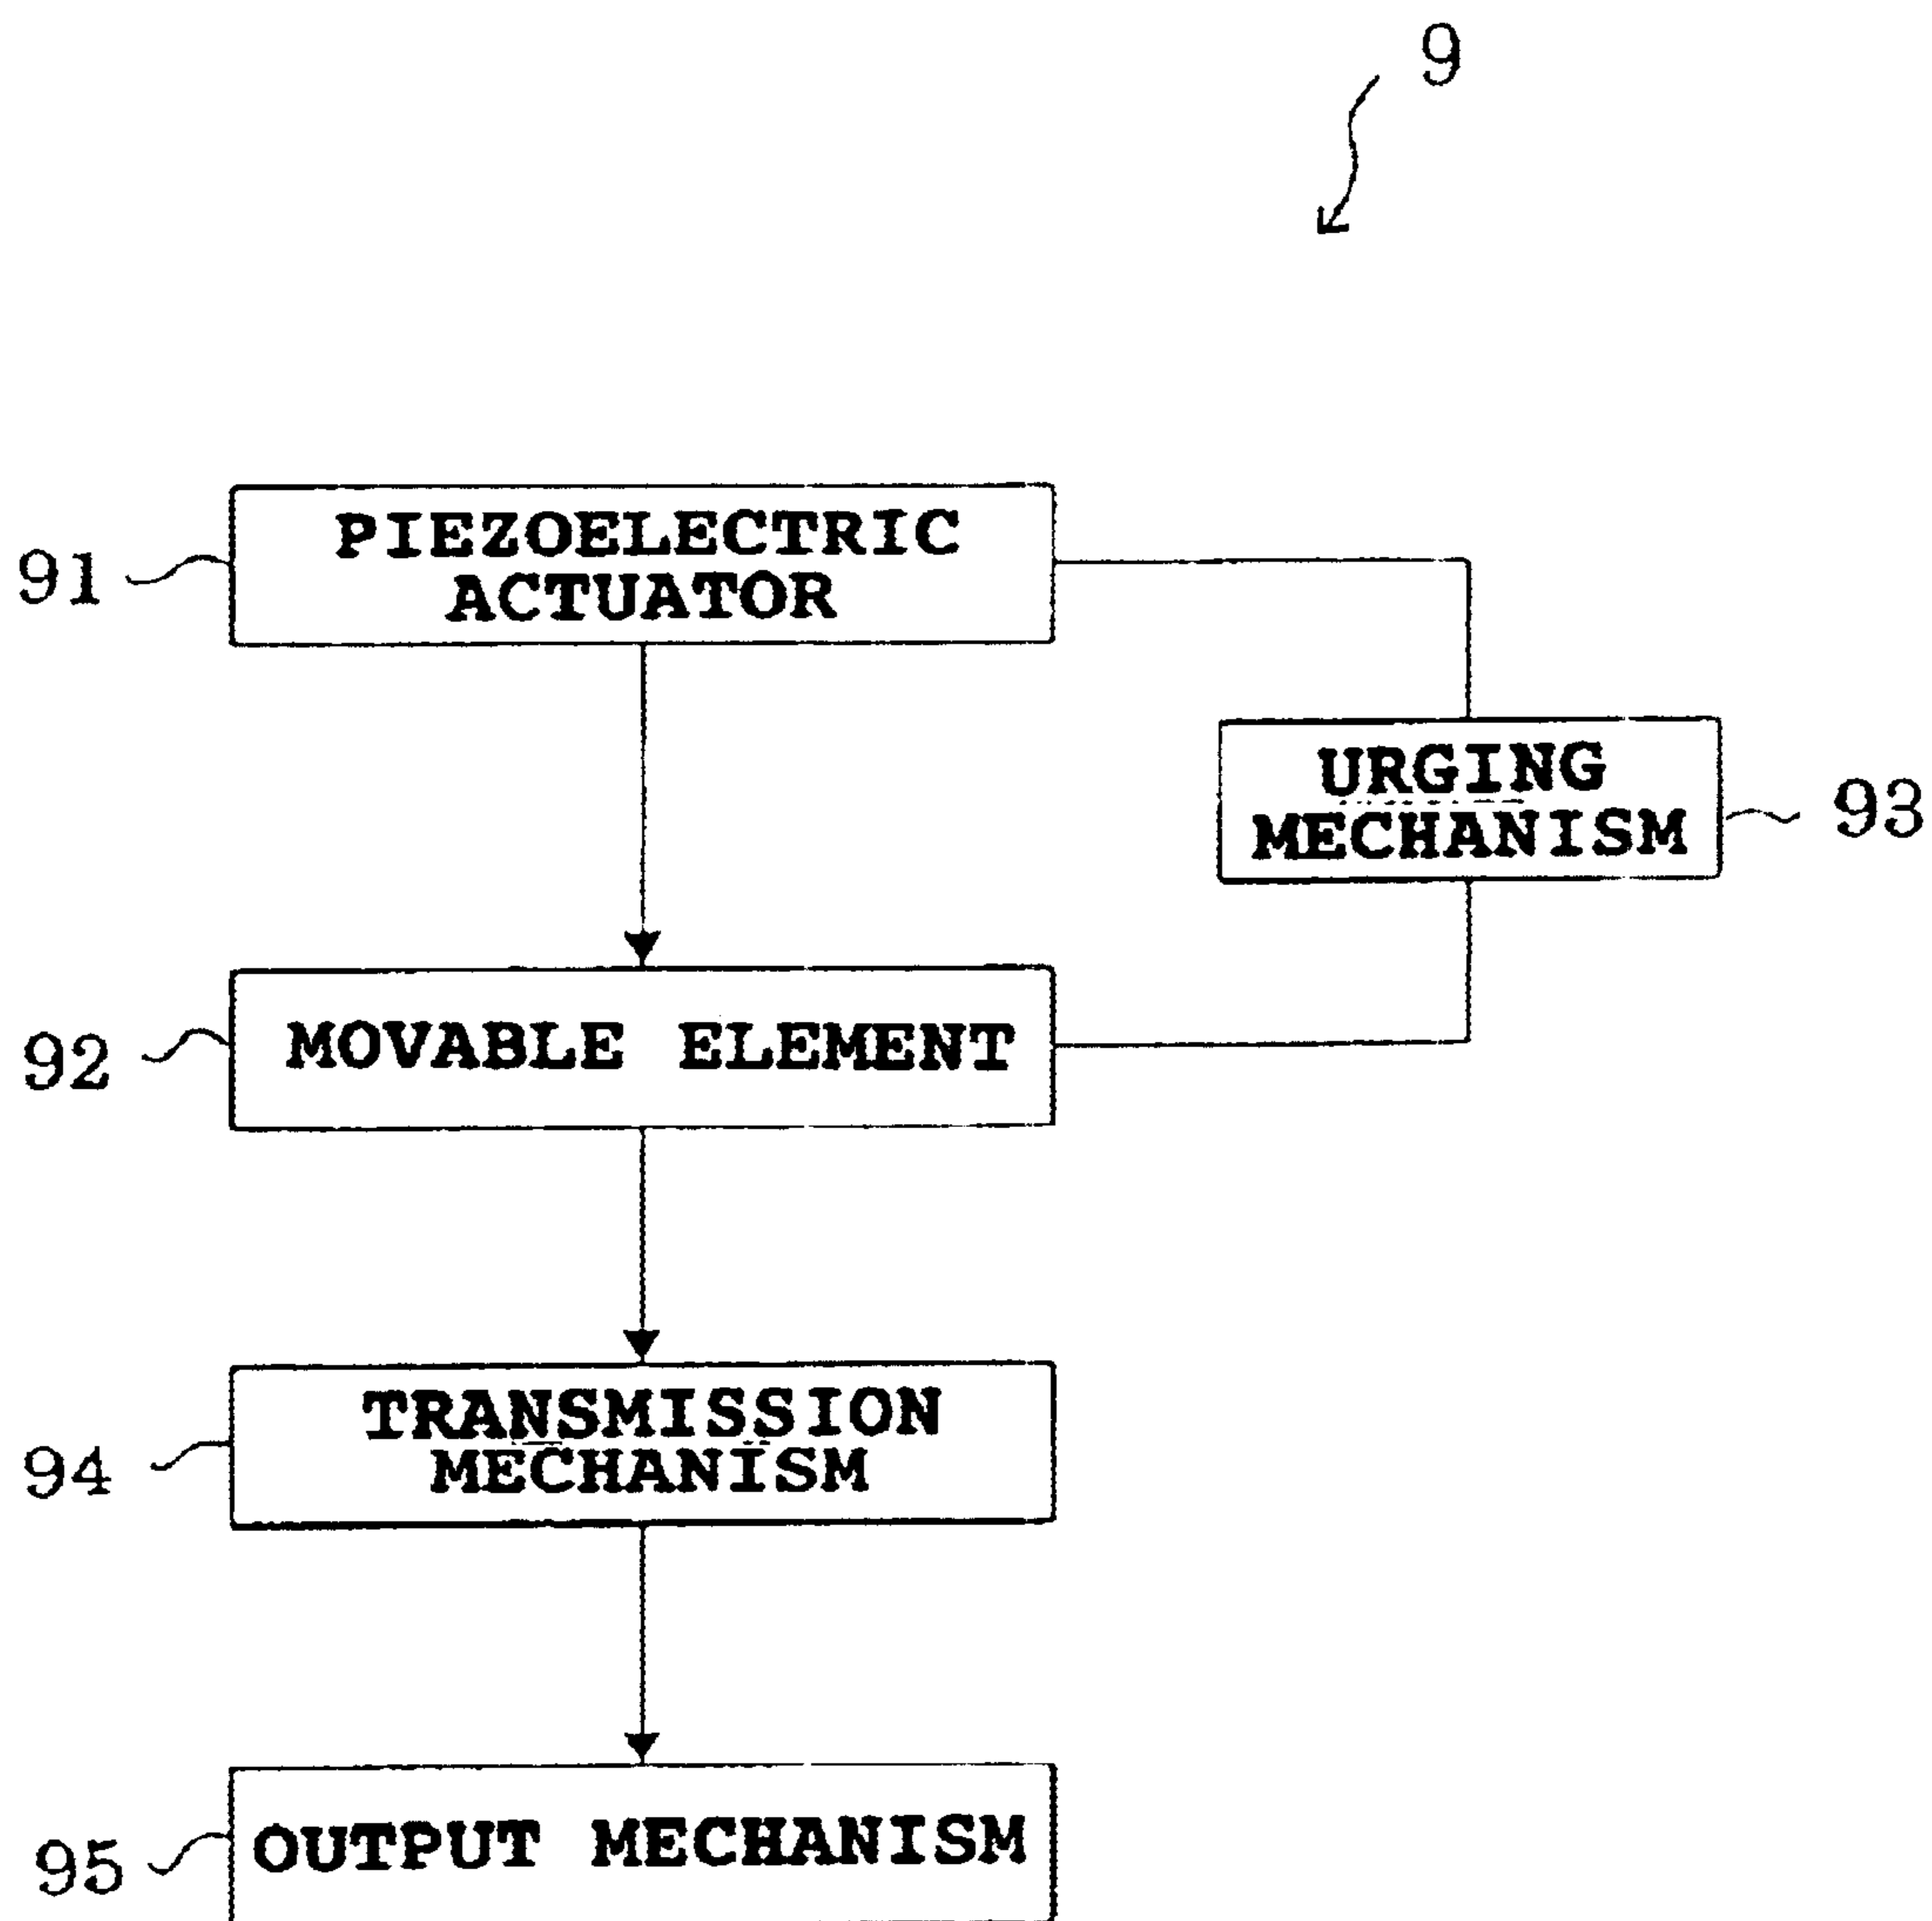 9
91
PIEZOELECTRIC
ACTUATOR
URGING
MECHANISM
93
92
MOVABLE ELEMENT
94
TRANSMISSION
MECHANISM
95
OUTPUT MECHANISM